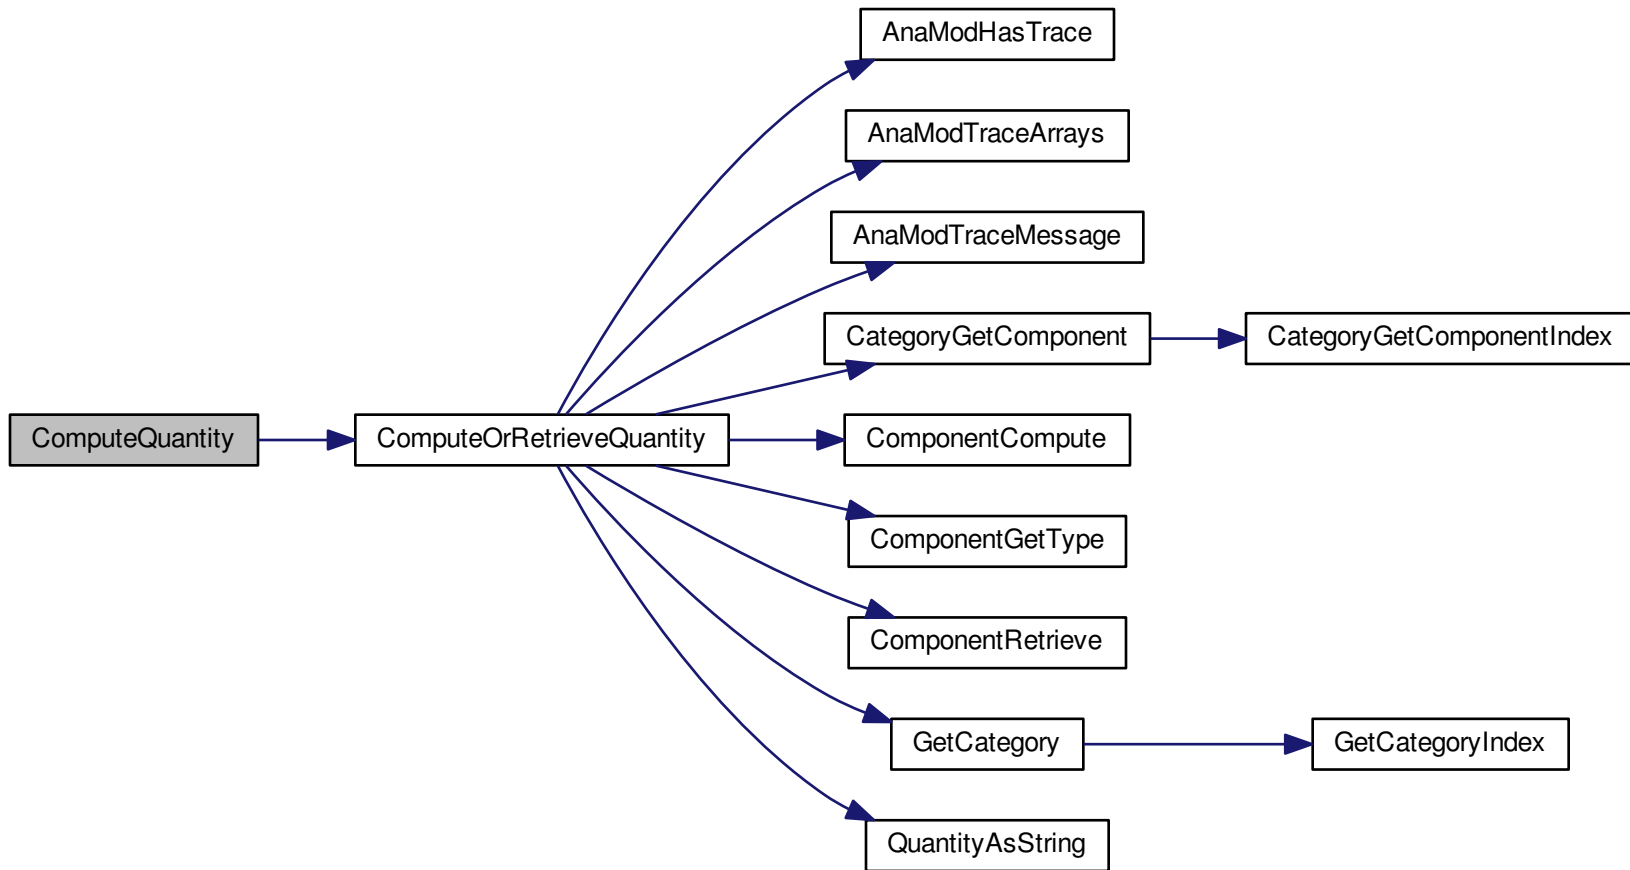 AnaModHasTrace
AnaModTraceArrays
AnaModTraceMessage
CategoryGetComponent
CategoryGetComponentIndex
ComputeQuantity
ComputeOrRetrieveQuantity
ComponentCompute
ComponentGetType
ComponentRetrieve
GetCategory
GetCategoryIndex
QuantityAsString